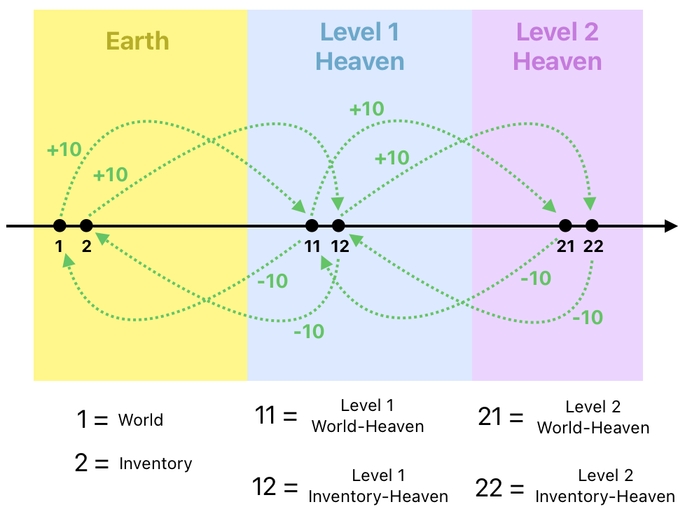 Earth
Level 1
Heaven
Level 2
Heaven
+10
+10
+10
+10
1
2
11
12
21
22
-10
-10
-10
-10
1 = World
2 = Inventory
11 = Level 1
World-Heaven
12 = Level 1
Inventory-Heaven
21 = Level 2
World-Heaven
22 = Level 2
Inventory-Heaven